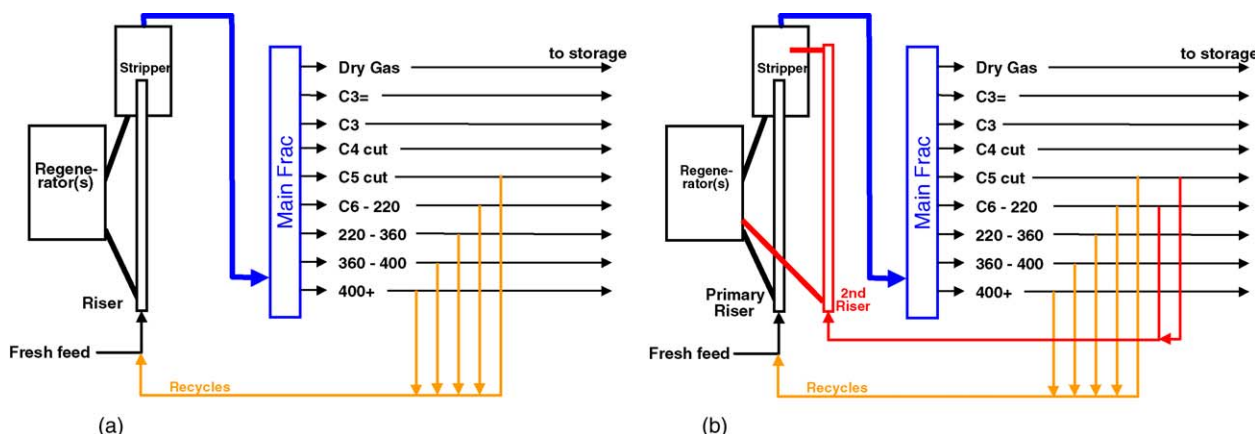 Stripper
Regene-
rator(s)
Riser
Fresh feed
Main Frac
to storage
Dry Gas
C3=
C3
C4 cut
C5 cut
C6 - 220
220 - 360
360 - 400
400+
Recycles
(a)
Stripper
Regene-
rator(s)
Primary
Riser
2nd
Riser
Fresh feed
Main Frac
to storage
Dry Gas
C3=
C3
C4 cut
C5 cut
C6 - 220
220 - 360
360 - 400
400+
Recycles
(b)